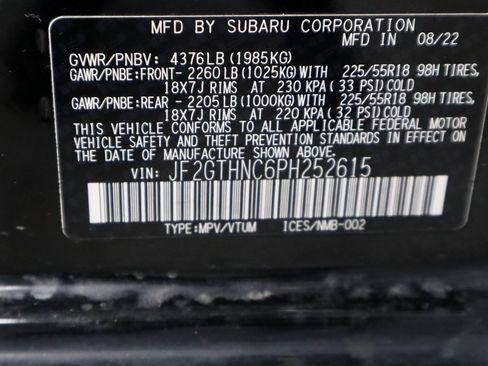 MFD BY SUBARU CORPORATION
MFD IN 08/22
GVWR/PNBV: 4376LB(1985KG)
GAWR/PNBE:FRONT- 2260LB(1025KG)WITH 225/55R18 98H TIRES,
18X7J RIMS AT 230 KPA(33 PSI)COLD
GAWR/PNBE:REAR - 2205LB(1000KG)WITH 225/55R18 98H TIRES,
18X7J RIMS AT 220 KPA(32 PSI)COLD
THIS VEHICLE CONFORMS TO ALL APPLICABLE FEDERAL MOTOR
VEHICLE SAFETY AND THEFT PREVENTION STANDARDS IN EFFECT ON
THE DATE OF MANUFACTURE SHOWN ABOVE.
VIN: JF2GTHNC6PH252615
TYPE:MPV/VTUM ICES/NMB-002